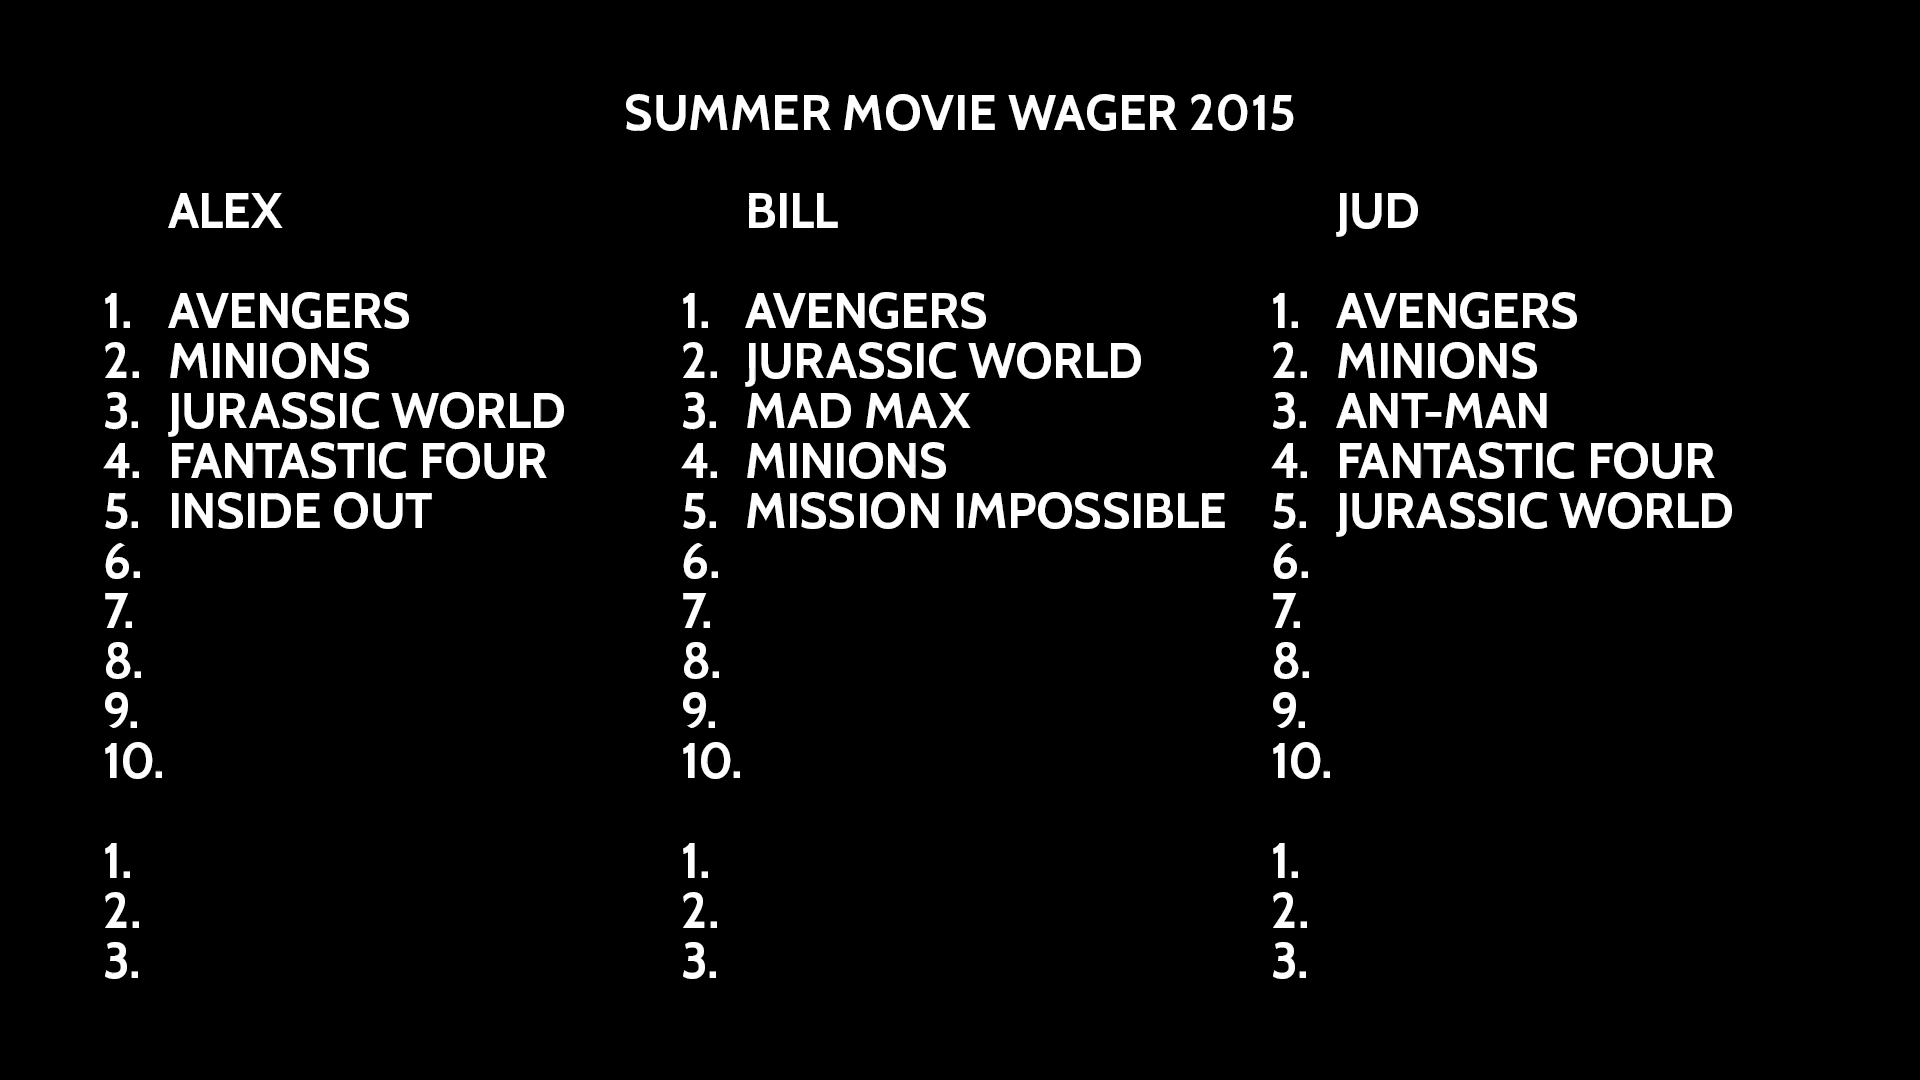 SUMMER MOVIE WAGER 2015
ALEX
1. AVENGERS
2. MINIONS
3. JURASSIC WORLD
4. FANTASTIC FOUR
5. INSIDE OUT
6.
7.
8.
9.
10.
1.
2.
3.
BILL
1. AVENGERS
2. JURASSIC WORLD
3. MAD MAX
4. MINIONS
5. MISSION IMPOSSIBLE
6.
7.
8.
9.
10.
1.
2.
3.
JUD
1. AVENGERS
2. MINIONS
3. ANT-MAN
4. FANTASTIC FOUR
5. JURASSIC WORLD
6.
7.
8.
9.
10.
1.
2.
3.